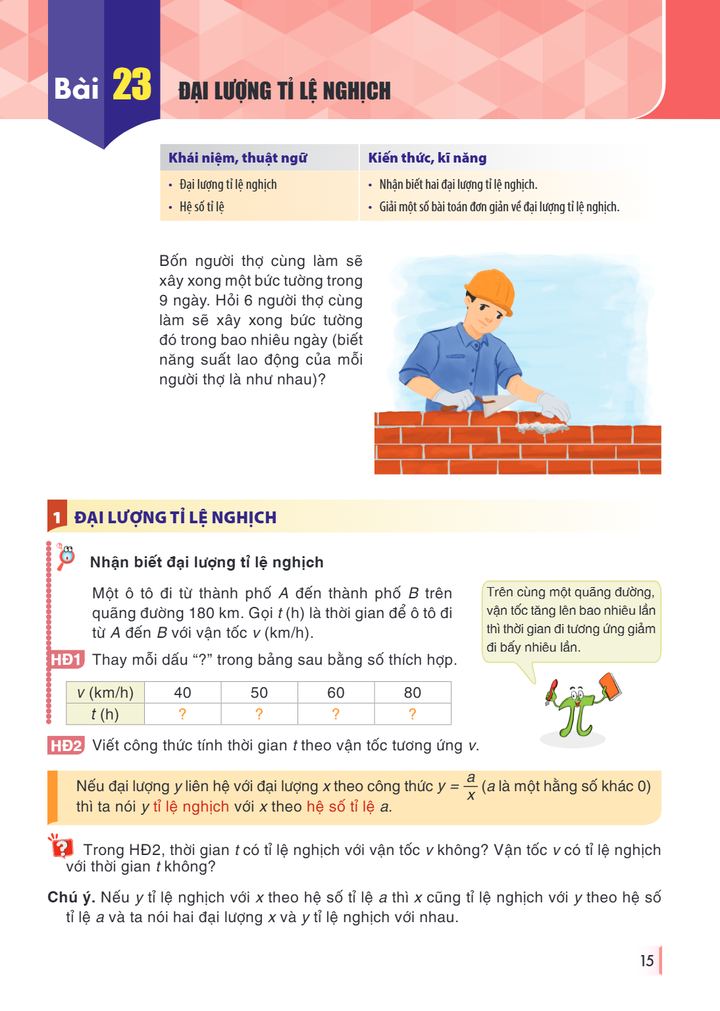 Bài 23
ĐẠI LƯỢNG TỈ LỆ NGHỊCH
Khái niệm, thuật ngữ
• Đại lượng tỉ lệ nghịch
• Hệ số tỉ lệ
Kiến thức, kĩ năng
• Nhận biết hai đại lượng tỉ lệ nghịch.
• Giải một số bài toán đơn giản về đại lượng tỉ lệ nghịch.
Bốn người thợ cùng làm sẽ
xây xong một bức tường trong
9 ngày. Hỏi 6 người thợ cùng
làm sẽ xây xong bức tường
đó trong bao nhiêu ngày (biết
năng suất lao động của mỗi
người thợ là như nhau)?
1 ĐẠI LƯỢNG TỈ LỆ NGHỊCH
Nhận biết đại lượng tỉ lệ nghịch
Một ô tô đi từ thành phố A đến thành phố B trên
quãng đường 180 km. Gọi t (h) là thời gian để ô tô đi
từ A đến B với vận tốc v (km/h).
Trên cùng một quãng đường,
vận tốc tăng lên bao nhiêu lần
thì thời gian đi tương ứng giảm
đi bấy nhiêu lần.
HĐ1 Thay mỗi dấu “?” trong bảng sau bằng số thích hợp.
v (km/h) 40 50 60 80
t (h) ? ? ? ?
HĐ2 Viết công thức tính thời gian t theo vận tốc tương ứng v.
Nếu đại lượng y liên hệ với đại lượng x theo công thức y = a/x (a là một hằng số khác 0)
thì ta nói y tỉ lệ nghịch với x theo hệ số tỉ lệ a.
? Trong HĐ2, thời gian t có tỉ lệ nghịch với vận tốc v không? Vận tốc v có tỉ lệ nghịch
với thời gian t không?
Chú ý. Nếu y tỉ lệ nghịch với x theo hệ số tỉ lệ a thì x cũng tỉ lệ nghịch với y theo hệ số
tỉ lệ a và ta nói hai đại lượng x và y tỉ lệ nghịch với nhau.
15